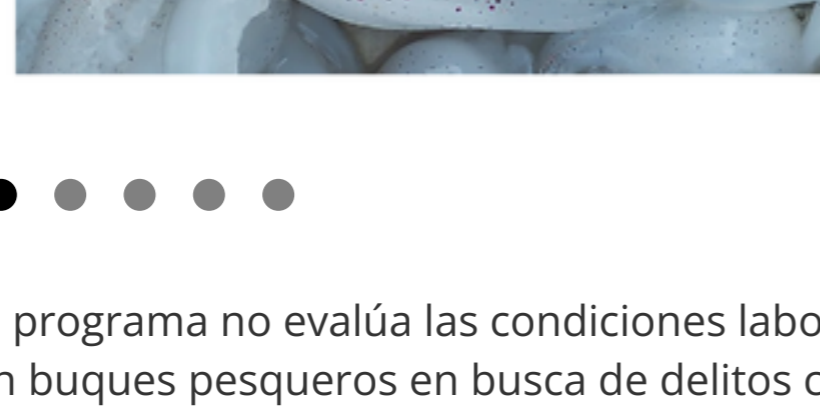 programa no evalúa las condiciones
buques pesqueros en busca de delitos